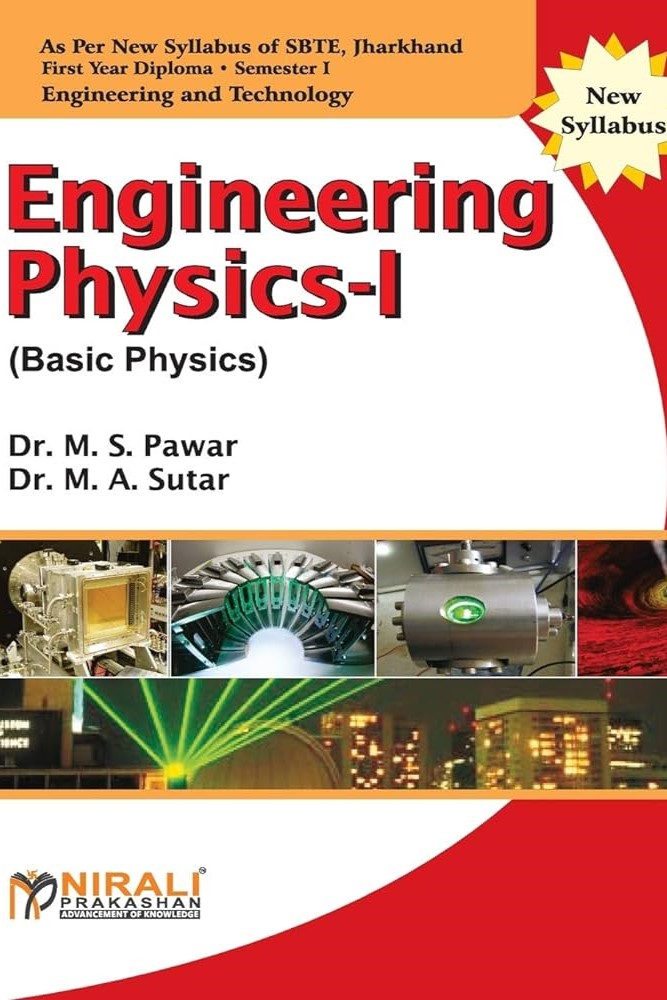 As Per New Syllabus of SBTE, Jharkhand
First Year Diploma • Semester I
Engineering and Technology
New
Syllabus
Engineering
Physics-I
(Basic Physics)
Dr. M. S. Pawar
Dr. M. A. Sutar
NIRALI
PRAKASHAN
ADVANCEMENT OF KNOWLEDGE